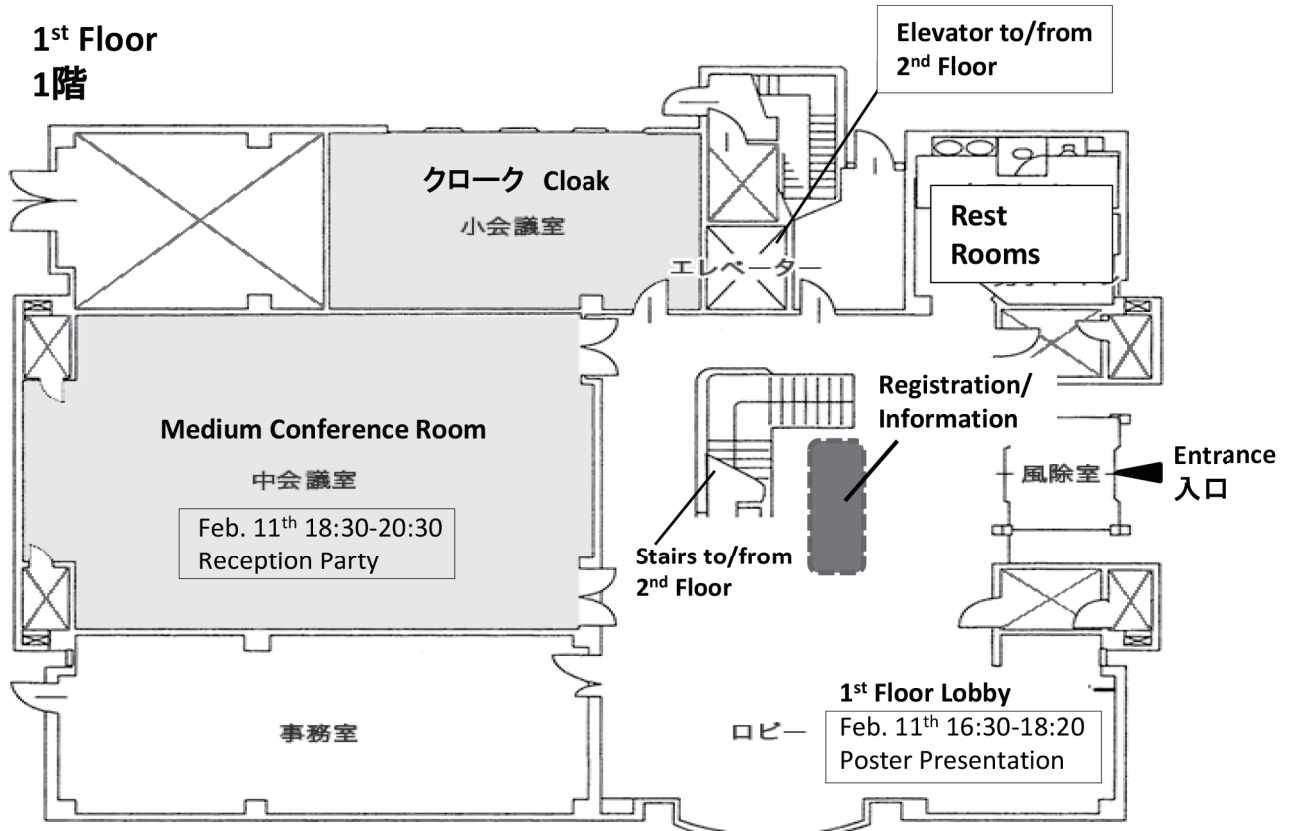 1st Floor
1階
Elevator to/from
2nd Floor
クローク Cloak
小会議室
エレベーター
Rest
Rooms
Registration/
Information
Medium Conference Room
中会議室
Feb. 11th 18:30-20:30
Reception Party
風除室
Entrance
入口
Stairs to/from
2nd Floor
1st Floor Lobby
ロビー
Feb. 11th 16:30-18:20
Poster Presentation
事務室